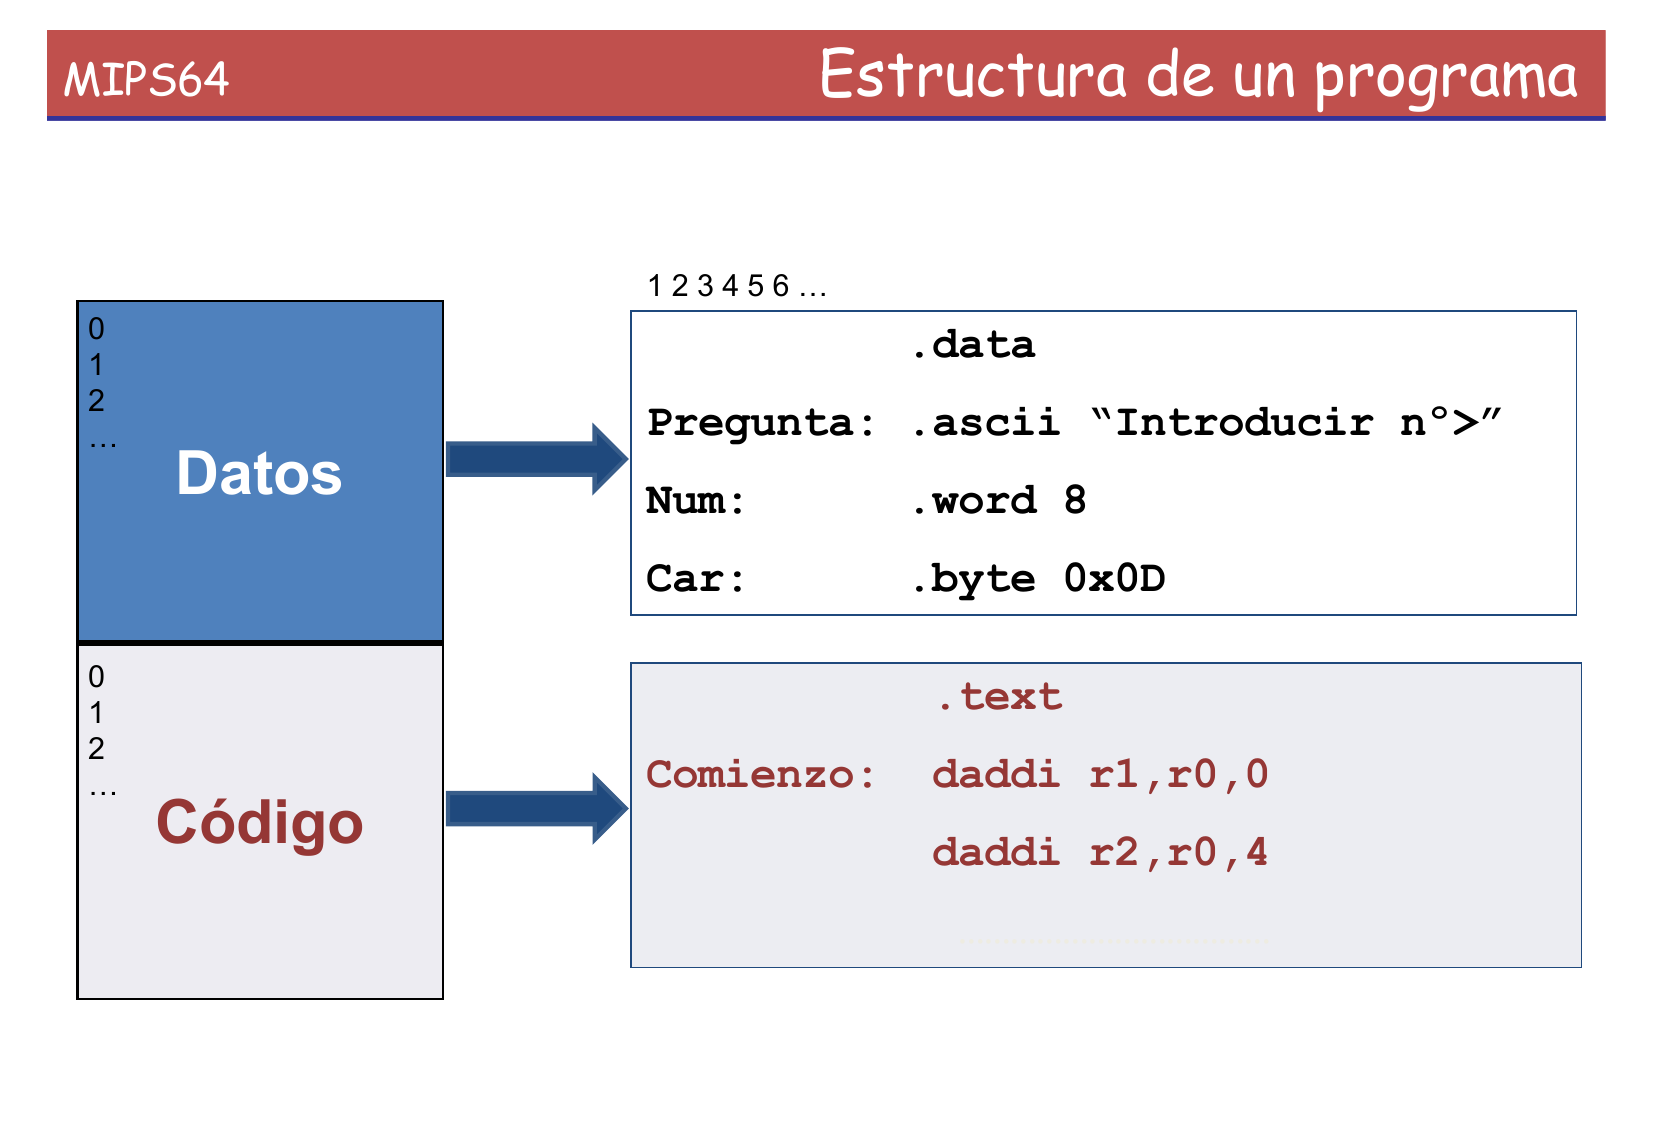 MIPS64
Estructura de un programa
0
1
2
…
Datos
0
1
2
…
Código
1 2 3 4 5 6 …
.data
Pregunta: .ascii “Introducir nº>”
Num: .word 8
Car: .byte 0x0D
.text
Comienzo: daddi r1,r0,0
daddi r2,r0,4